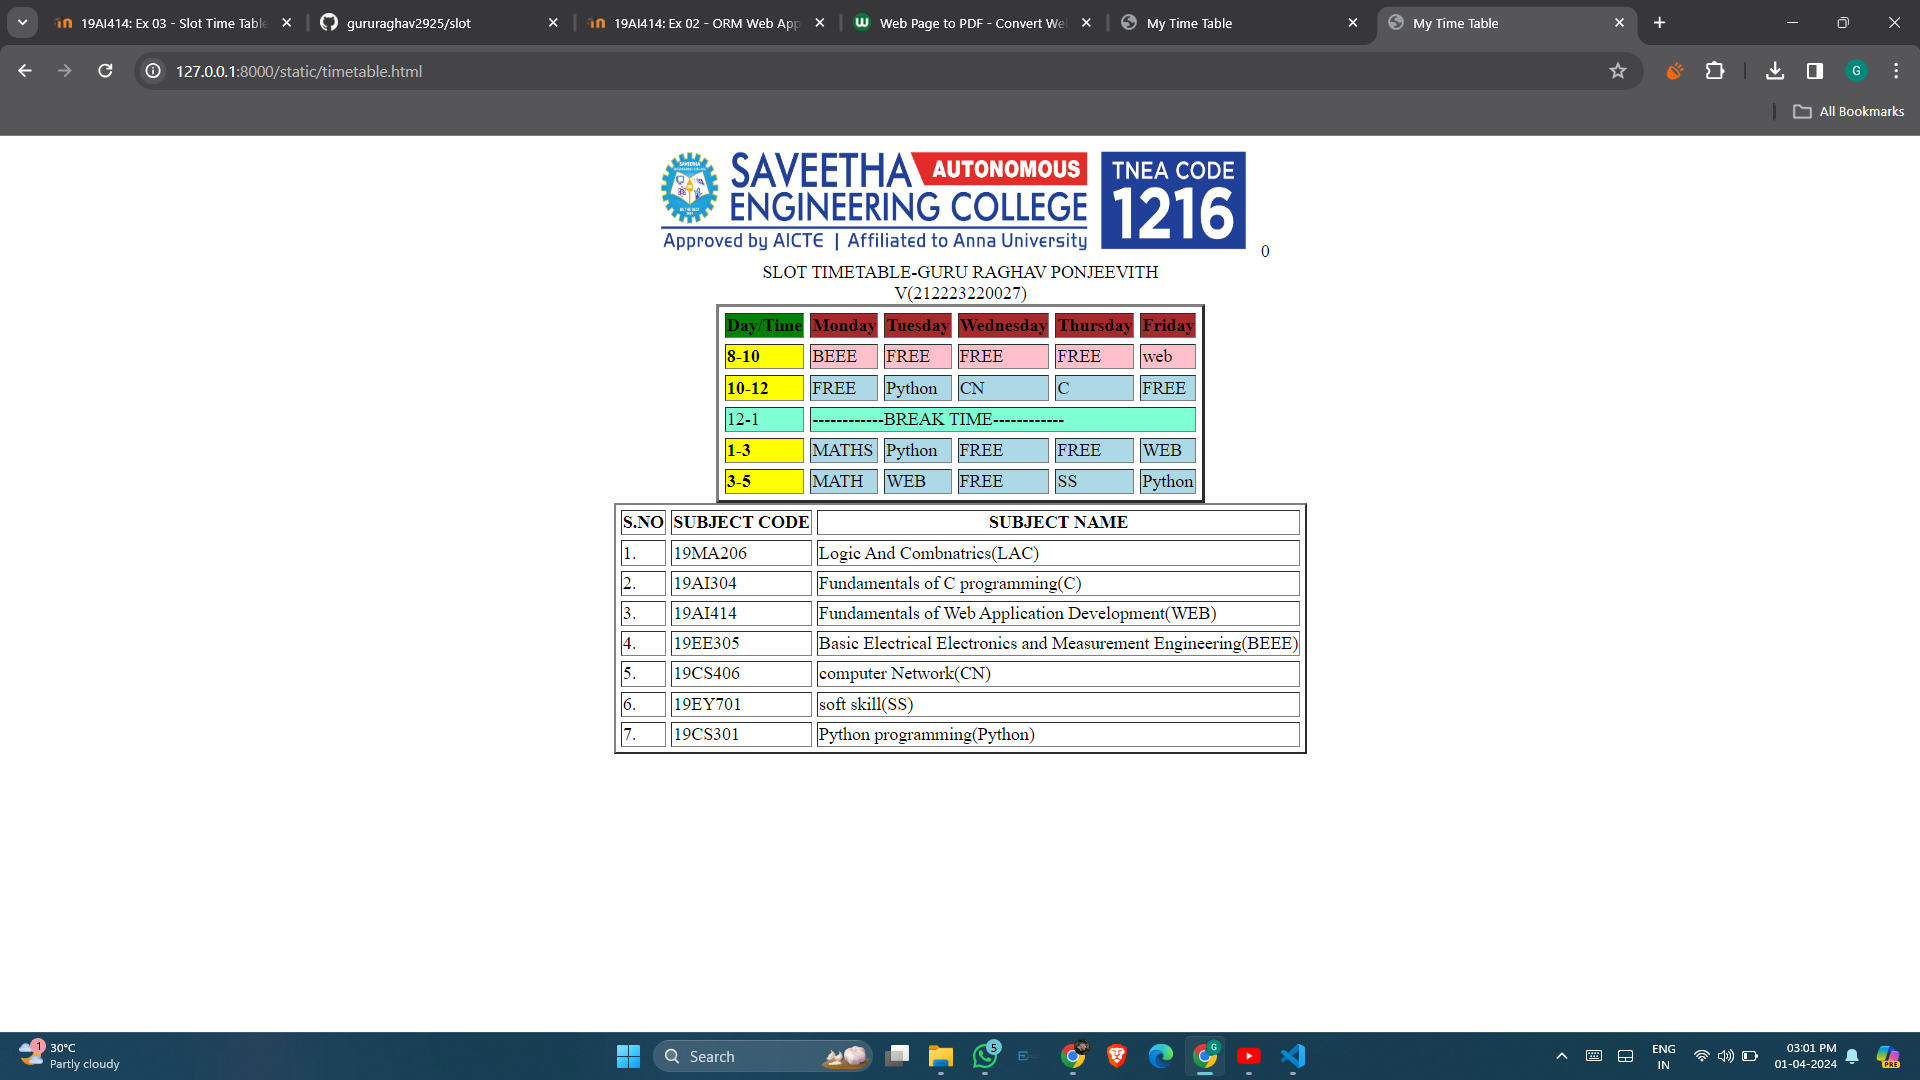 19AI414: Ex 03 - Slot Time Table
gururaghav2925/slot
19AI414: Ex 02 - ORM Web App
Web Page to PDF - Convert We
My Time Table
My Time Table
127.0.0.1:8000/static/timetable.html
G
All Bookmarks
SAVEETHA AUTONOMOUS
ENGINEERING COLLEGE
Approved by AICTE | Affiliated to Anna University
TNEA CODE
1216
0
SLOT TIMETABLE-GURU RAGHAV PONJEEVITH
V(212223220027)
Day/Time Monday Tuesday Wednesday Thursday Friday
8-10 BEEE FREE FREE FREE web
10-12 FREE Python CN C FREE
12-1 ------------BREAK TIME------------
1-3 MATHS Python FREE FREE WEB
3-5 MATH WEB FREE SS Python
S.NO SUBJECT CODE SUBJECT NAME
1. 19MA206 Logic And Combnatrics(LAC)
2. 19AI304 Fundamentals of C programming(C)
3. 19AI414 Fundamentals of Web Application Development(WEB)
4. 19EE305 Basic Electrical Electronics and Measurement Engineering(BEEE)
5. 19CS406 computer Network(CN)
6. 19EY701 soft skill(SS)
7. 19CS301 Python programming(Python)
1
30°C
Partly cloudy
Search
5
G
ENG
IN
03:01 PM
01-04-2024
PRE